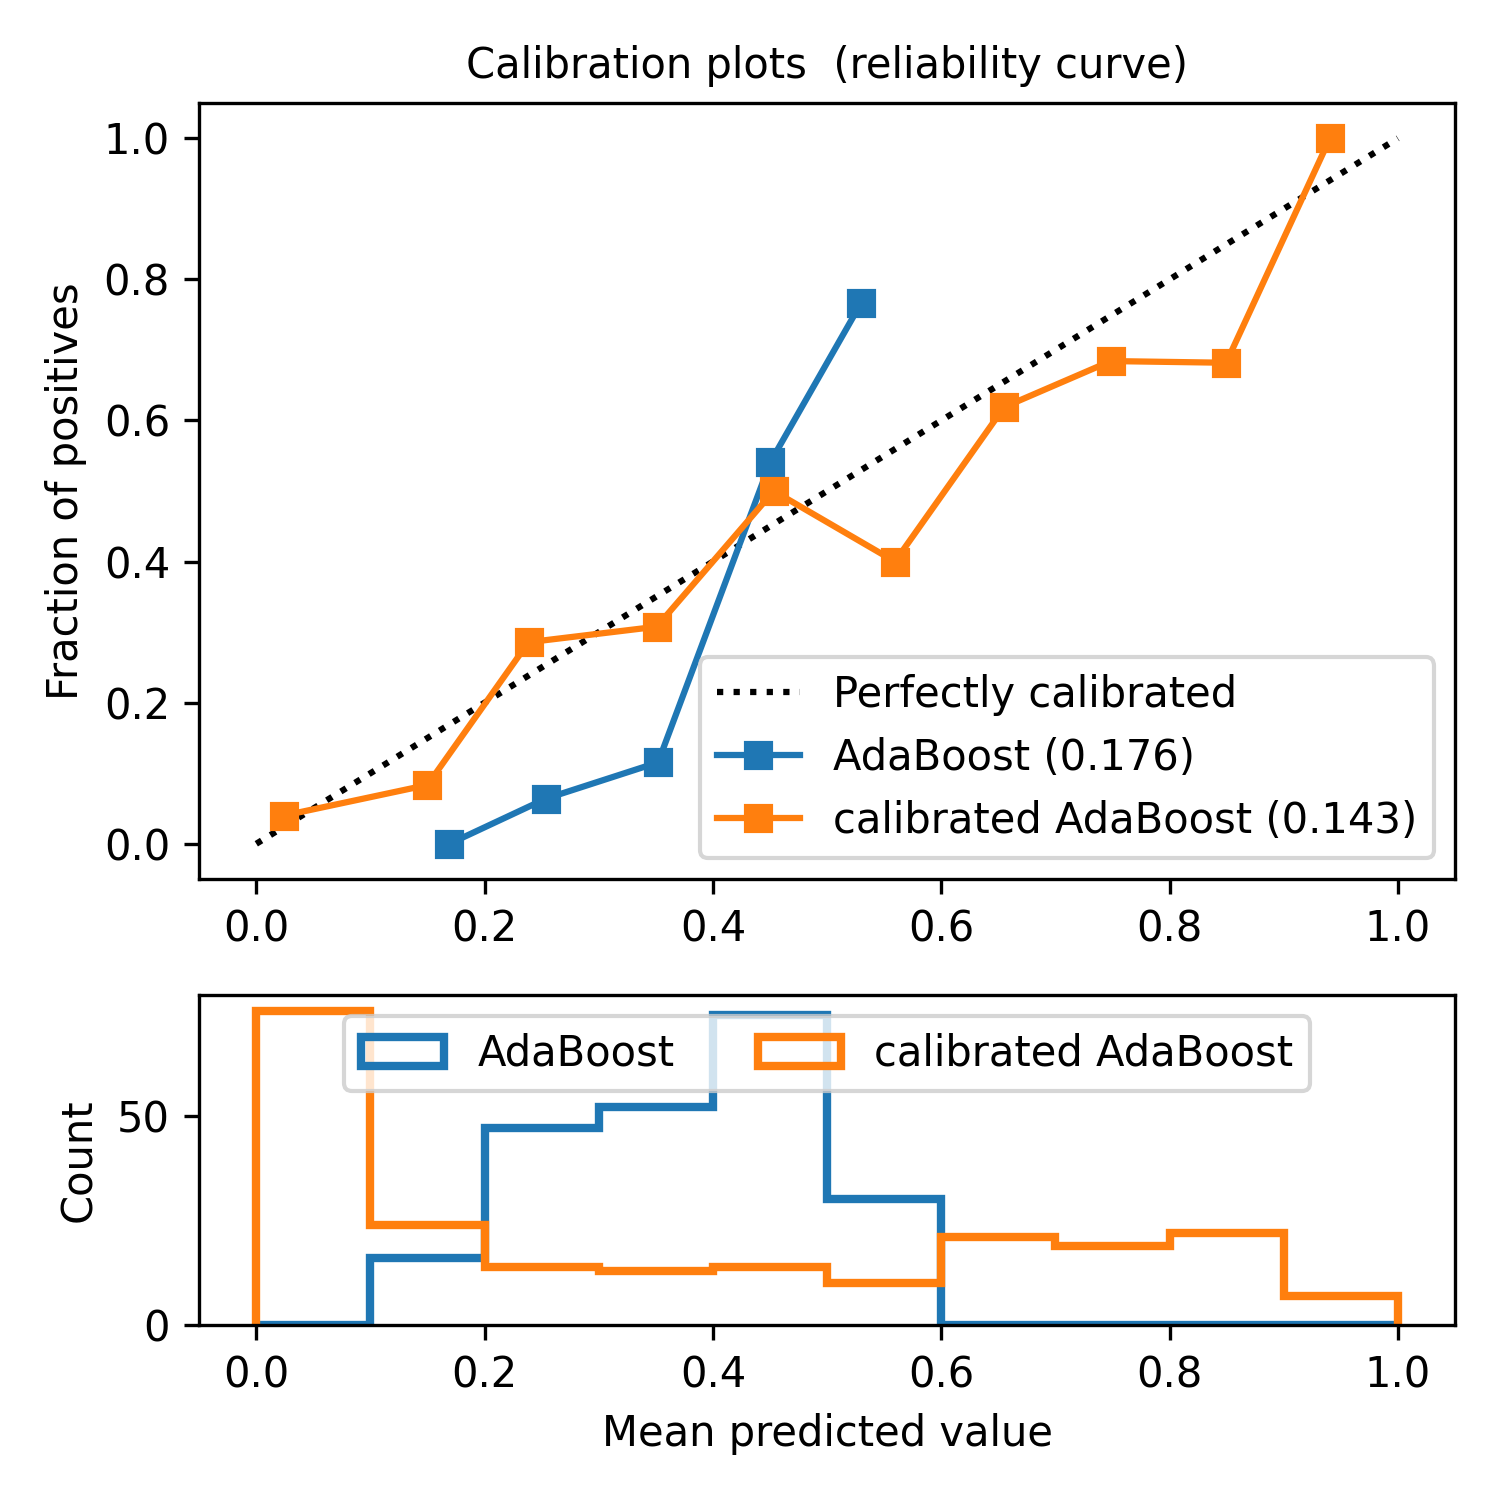 Calibration plots  (reliability curve)
Fraction of positives
1.0
0.8
0.6
0.4
0.2
0.0
Perfectly calibrated
AdaBoost (0.176)
calibrated AdaBoost (0.143)
0.0 0.2 0.4 0.6 0.8 1.0
AdaBoost calibrated AdaBoost
Count
50
0
0.0 0.2 0.4 0.6 0.8 1.0
Mean predicted value